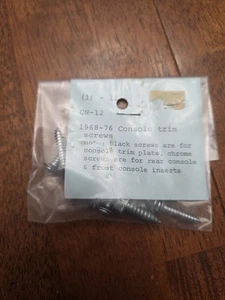 (1) -
CN-12
1968-76 Console trim
screws
note: black screws are for
console trim plate. chrome
screws are for rear console
& front console inserts